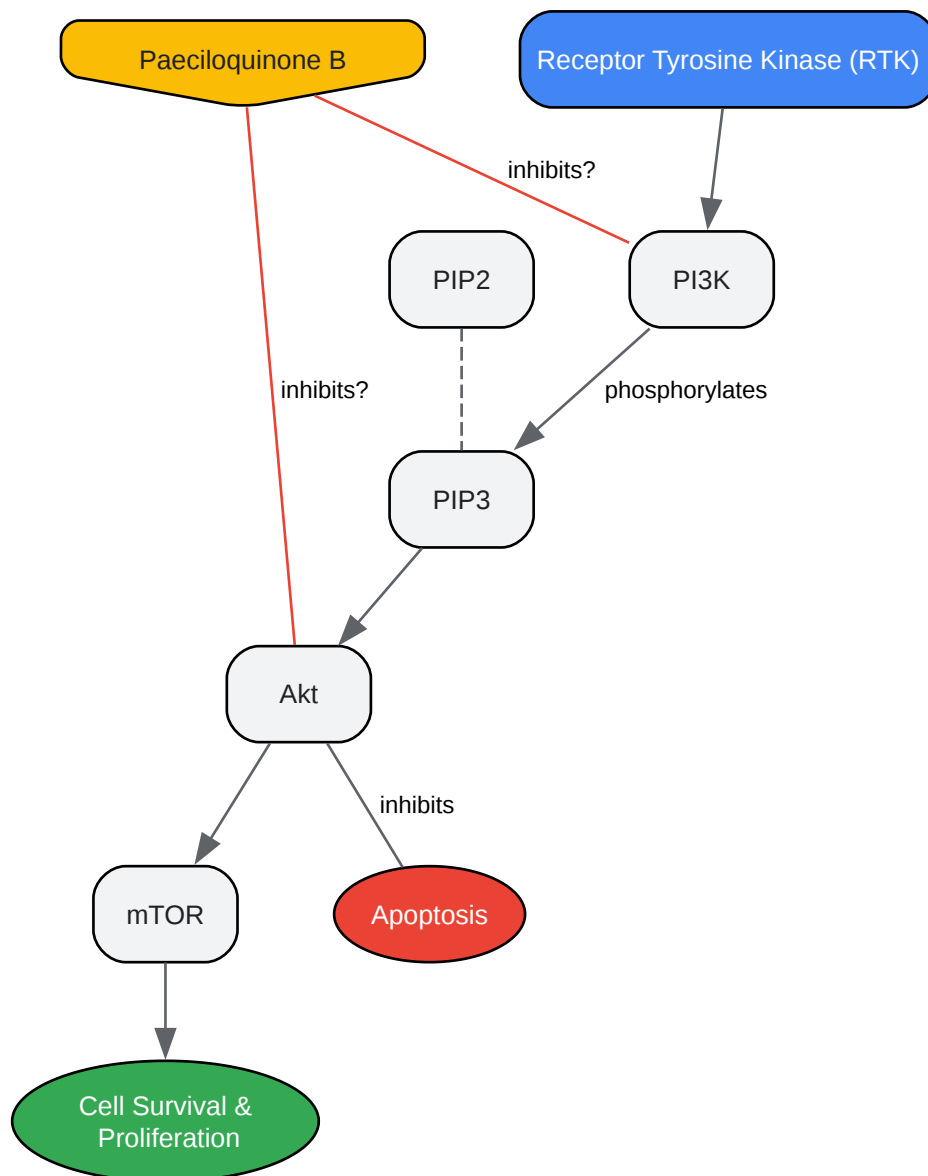 Paeciloquinone B
Receptor Tyrosine Kinase (RTK)
inhibits?
PIP2
PI3K
inhibits?
phosphorylates
PIP3
Akt
inhibits
mTOR
Apoptosis
Cell Survival &
Proliferation